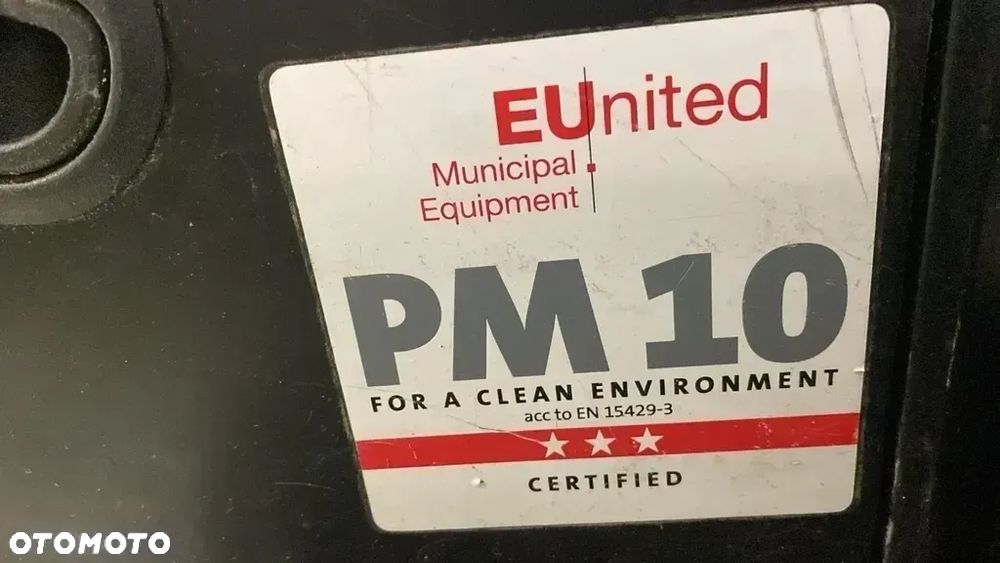 EUnited
Municipal
Equipment
PM 10
FOR A CLEAN ENVIRONMENT
acc to EN 15429-3
CERTIFIED
OTOMOTO